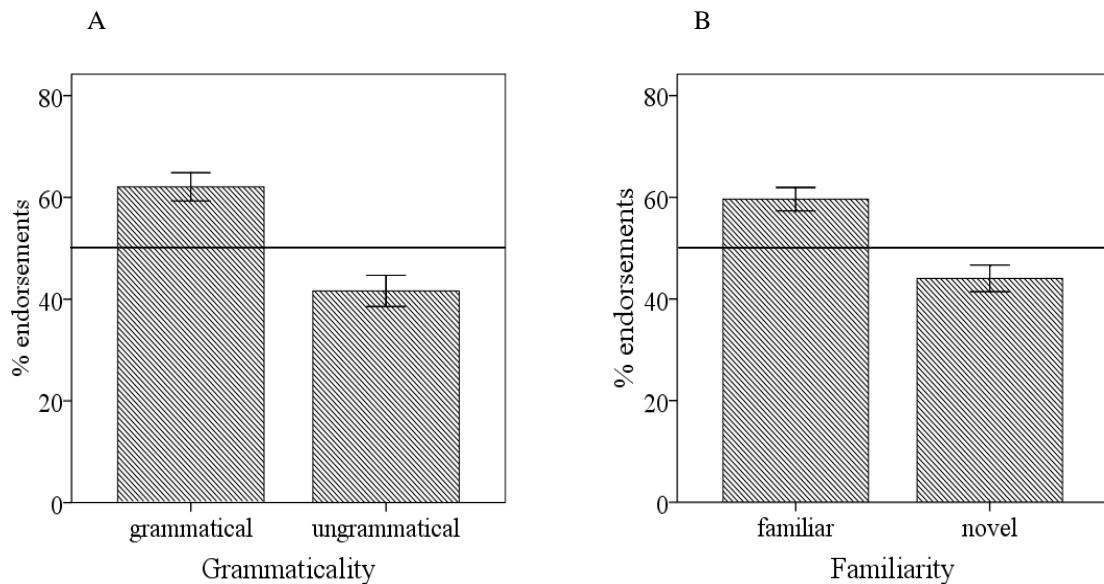 A
80
60
40
20
0
% endorsements
grammatical
ungrammatical
Grammaticality
B
80
60
40
20
0
% endorsements
familiar
novel
Familiarity